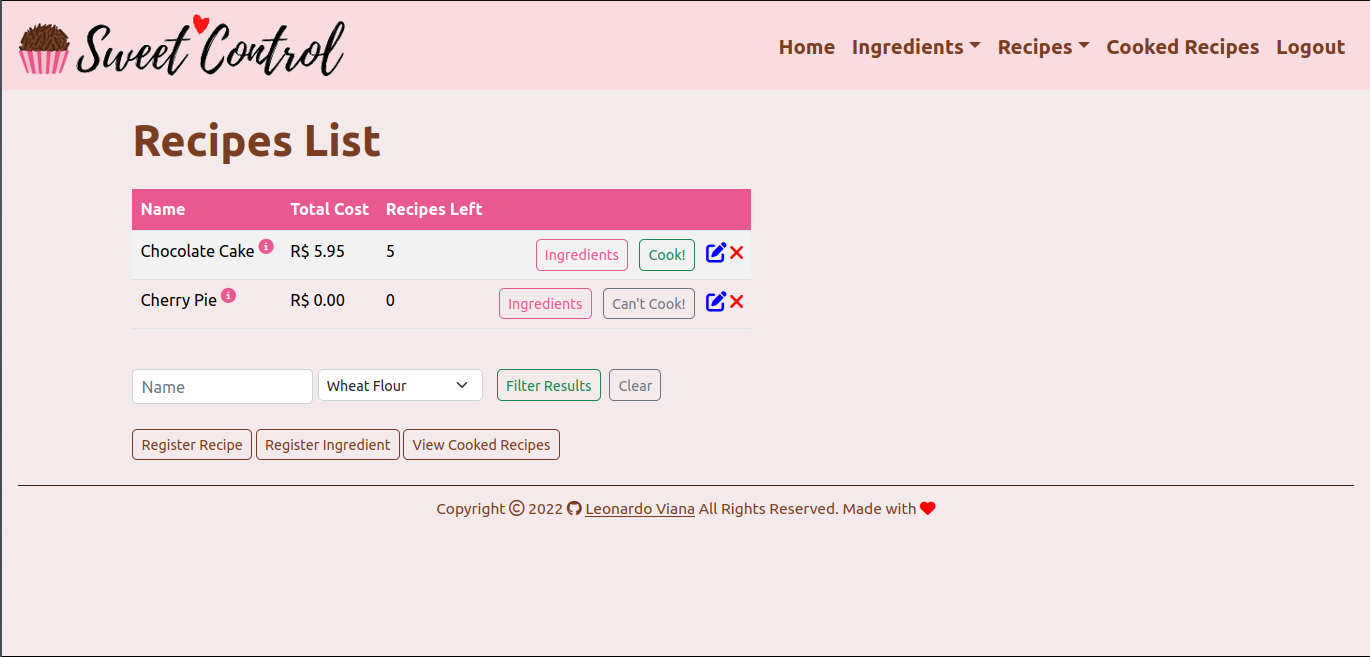 Sweet Control
Home Ingredients Recipes Cooked Recipes Logout
Recipes List
Name Total Cost Recipes Left
Chocolate Cake R$ 5.95 5 Ingredients Cook!
Cherry Pie R$ 0.00 0 Ingredients Can't Cook!
Name Wheat Flour Filter Results Clear
Register Recipe Register Ingredient View Cooked Recipes
Copyright © 2022 Leonardo Viana All Rights Reserved. Made with